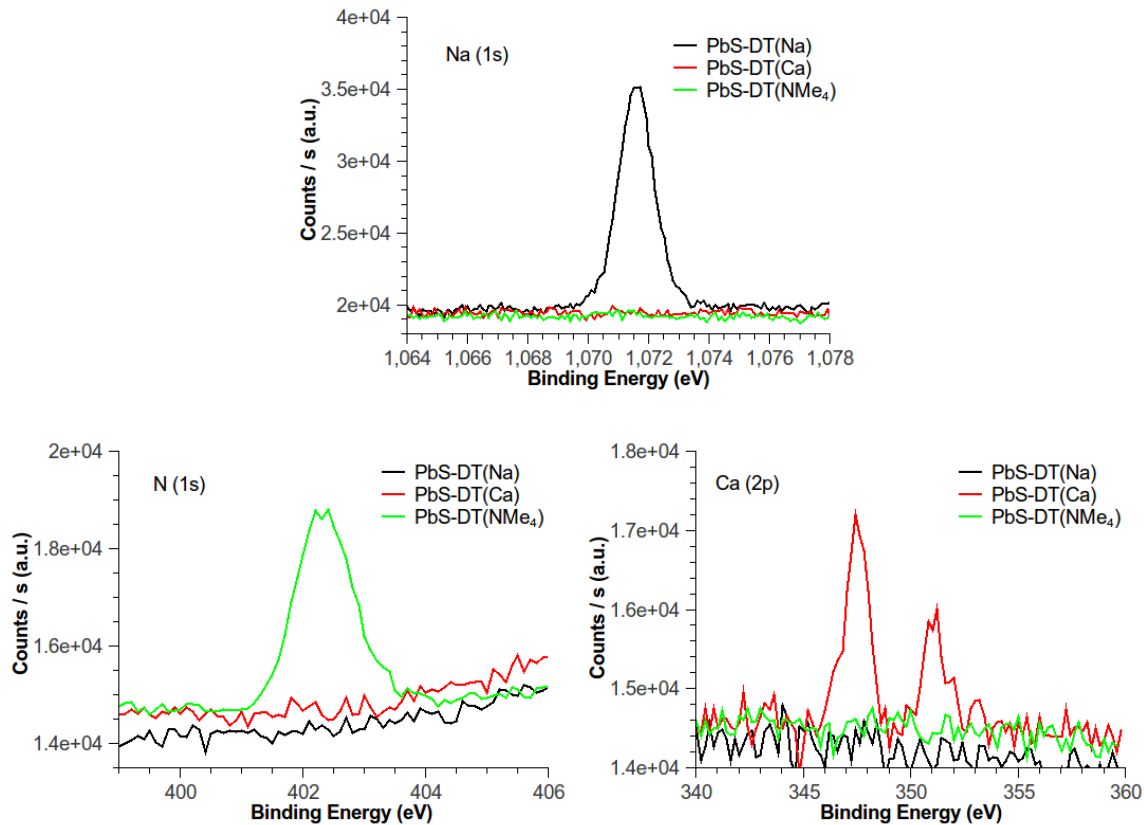 4e+04
Na (1s)
PbS-DT(Na)
PbS-DT(Ca)
PbS-DT(NMe₄)
3.5e+04
3e+04
2.5e+04
2e+04
Counts / s (a.u.)
1,064 1,066 1,068 1,070 1,072 1,074 1,076 1,078
Binding Energy (eV)
2e+04
N (1s)
PbS-DT(Na)
PbS-DT(Ca)
PbS-DT(NMe₄)
1.8e+04
1.6e+04
1.4e+04
Counts / s (a.u.)
400 402 404 406
Binding Energy (eV)
1.8e+04
Ca (2p)
PbS-DT(Na)
PbS-DT(Ca)
PbS-DT(NMe₄)
1.7e+04
1.6e+04
1.5e+04
1.4e+04
Counts / s (a.u.)
340 345 350 355 360
Binding Energy (eV)